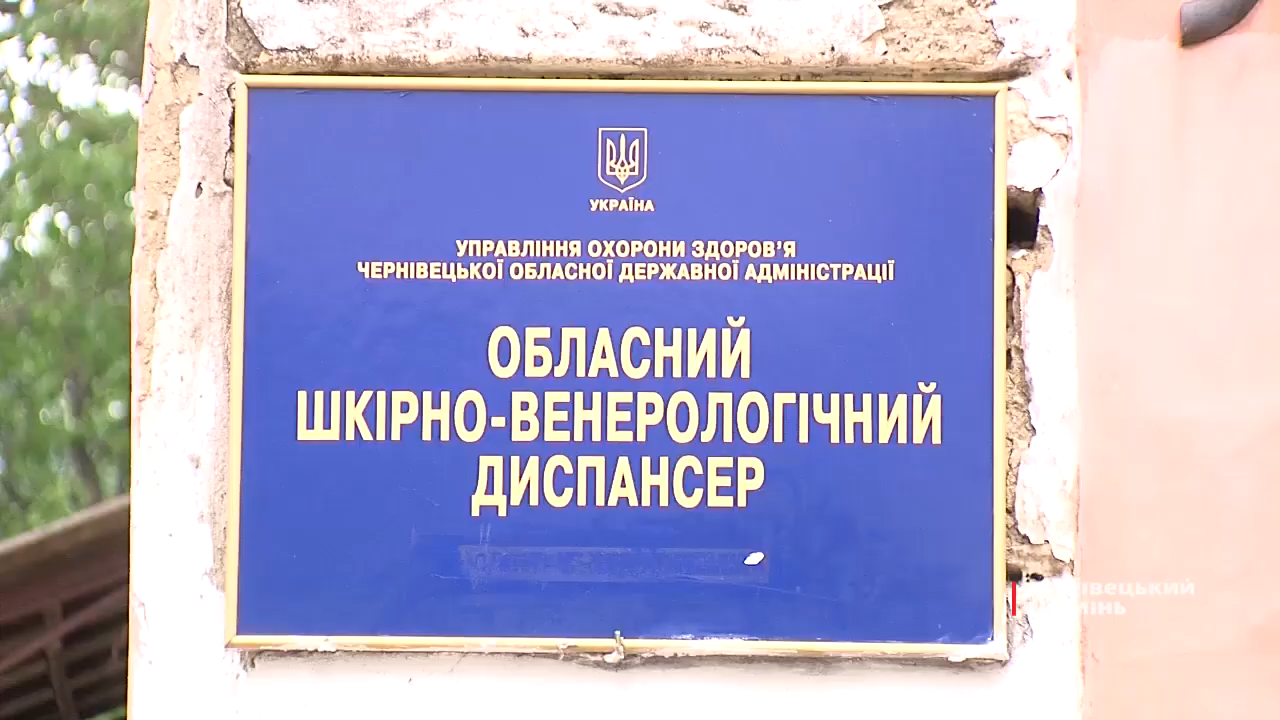 УКРАЇНА
УПРАВЛІННЯ ОХОРОНИ ЗДОРОВ’Я
ЧЕРНІВЕЦЬКОЇ ОБЛАСНОЇ ДЕРЖАВНОЇ АДМІНІСТРАЦІЇ
ОБЛАСНИЙ
ШКІРНО-ВЕНЕРОЛОГІЧНИЙ
ДИСПАНСЕР